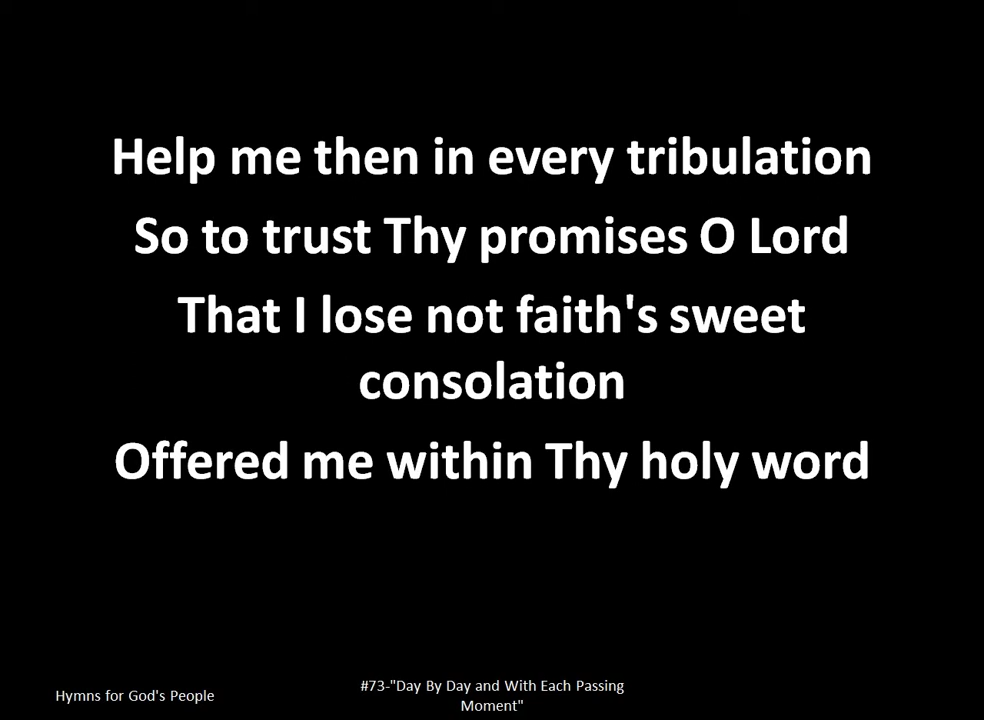 Help me then in every tribulation
So to trust Thy promises O Lord
That I lose not faith's sweet
consolation
Offered me within Thy holy word
Hymns for God's People
#73-"Day By Day and With Each Passing
Moment"